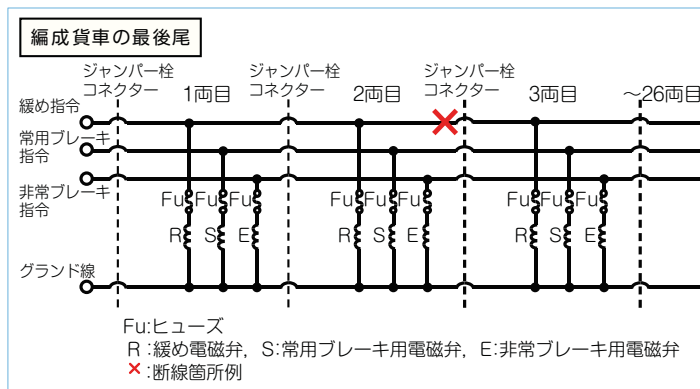 編成貨車の最後尾
ジャンパー栓
コネクター
ジャンパー栓
コネクター
ジャンパー栓
コネクター
1両目
2両目
3両目
〜26両目
緩め指令
常用ブレーキ
指令
非常ブレーキ
指令
Fu Fu Fu
Fu Fu Fu
Fu Fu Fu
R S E
R S E
R S E
グランド線
Fu:ヒューズ
R:緩め電磁弁, S:常用ブレーキ用電磁弁, E:非常ブレーキ用電磁弁
×:断線箇所例